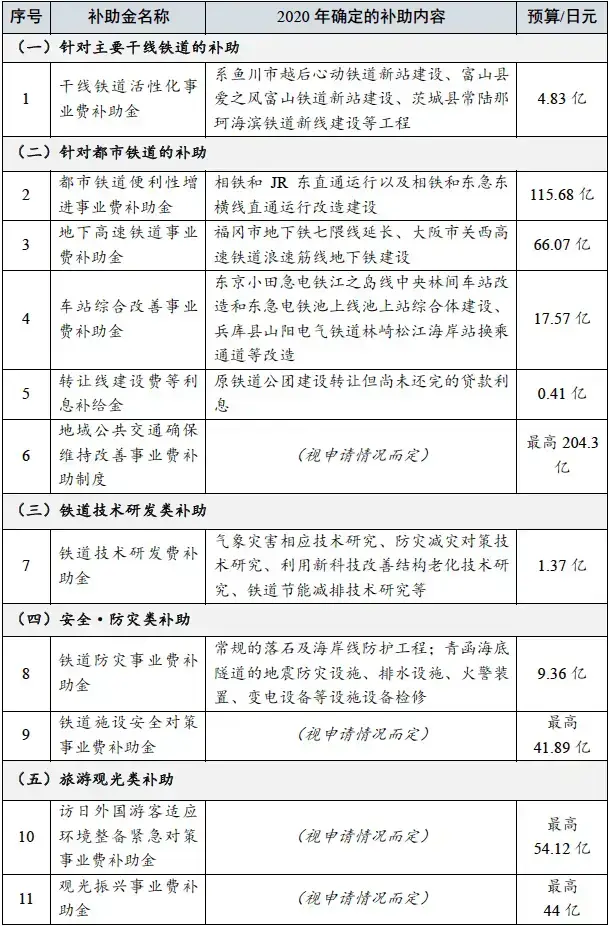 序号 补助金名称 2020年确定的补助内容 预算/日元
（一）针对主要干线铁道的补助
1 干线铁道活性化事业费补助金 系鱼川市越后心动铁道新站建设、富山县
爱之风富山铁道新站建设、茨城县常陆那
珂海滨铁道新线建设等工程 4.83 亿
（二）针对都市铁道的补助
2 都市铁道便利性增
进事业费补助金 相铁和 JR 东直通运行以及相铁和东急东
横线直通运行改造建设 115.68 亿
3 地下高速铁道事业
费补助金 福冈市地下铁七隈线延长、大阪市关西高
速铁道浪速筋线地下铁建设 66.07 亿
4 车站综合改善事业
费补助金 东京小田急电铁江之岛线中央林间车站改
造和东急电铁池上线池上站综合体建设、
兵库县山阳电气铁道林崎松江海岸站换乘
通道等改造 17.57 亿
5 转让线建设费等利
息补给金 原铁道公团建设转让但尚未还完的贷款利
息 0.41 亿
6 地域公共交通确保
维持改善事业费补
助制度 （视申请情况而定） 最高 204.3
亿
（三）铁道技术研发类补助
7 铁道技术研发费补
助金 气象灾害相应技术研究、防灾减灾对策技
术研究、利用新科技改善结构老化技术研
究、铁道节能减排技术研究等 1.37 亿
（四）安全·防灾类补助
8 铁道防灾事业费补
助金 常规的落石及海岸线防护工程；青函海底
隧道的地震防灾设施、排水设施、火警装
置、变电设备等设施设备检修 9.36 亿
9 铁道施设安全对策
事业费补助金 （视申请情况而定） 最高
41.89 亿
（五）旅游观光类补助
10 访日外国游客适应
环境整备紧急对策
事业费补助金 （视申请情况而定） 最高
54.12 亿
11 观光振兴事业费补
助金 （视申请情况而定） 最高
44 亿